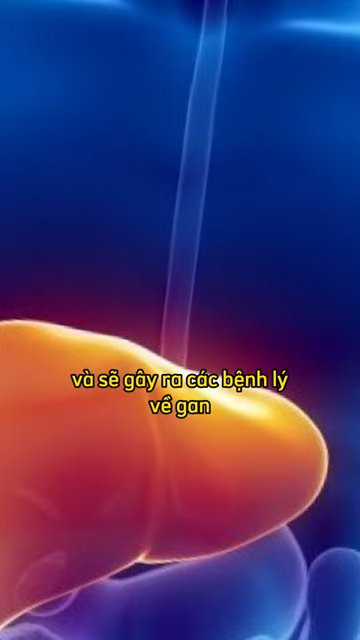 và sẽ gây ra các bệnh lý
về gan